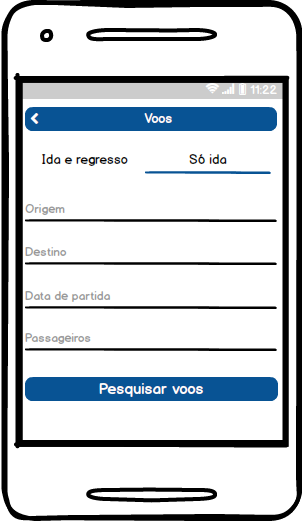 11:22
Voos
Ida e regresso Só ida
Origem
Destino
Data de partida
Passageiros
Pesquisar voos